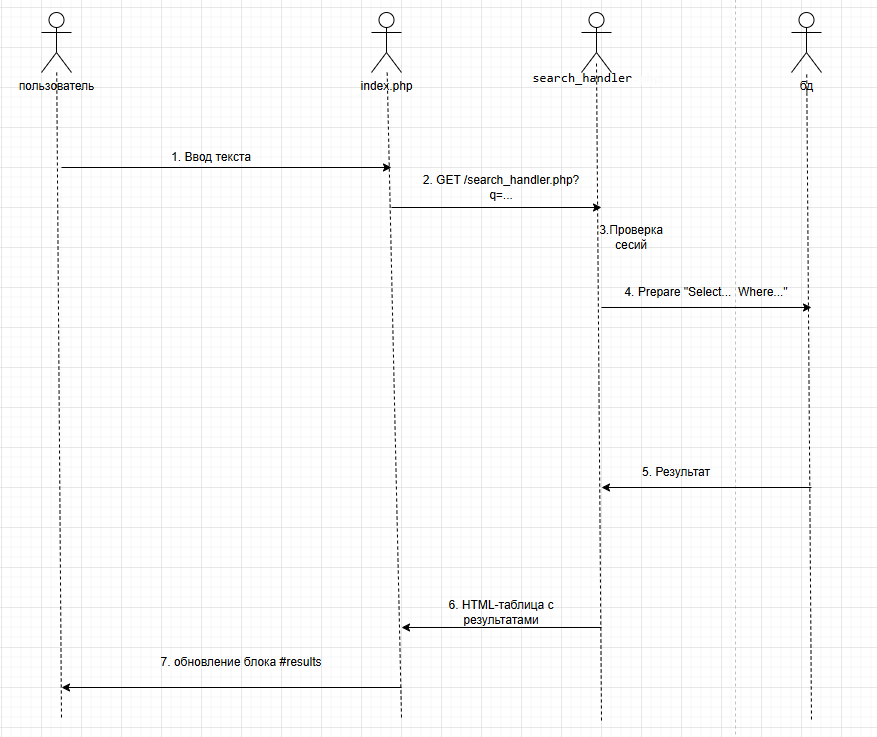 пользователь
index.php
search_handler
бд
1. Ввод текста
2. GET /search_handler.php?
q=...
3.Проверка
сесий
4. Prepare "Select... Where..."
5. Результат
6. HTML-таблица с
результатами
7. обновление блока #results